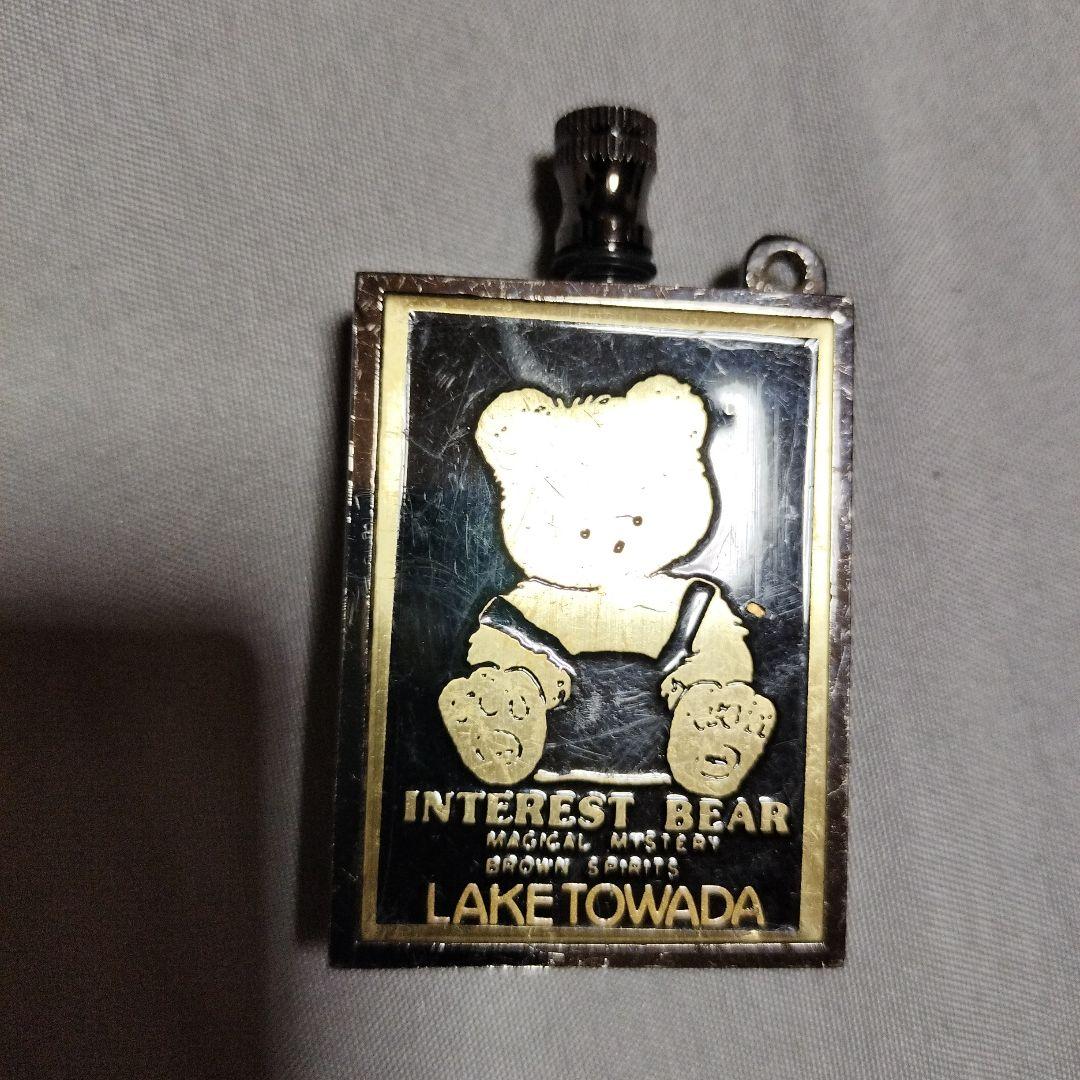 INTEREST BEAR
MAGICAL MYSTERY
BROWN SPIRITS
LAKE TOWADA